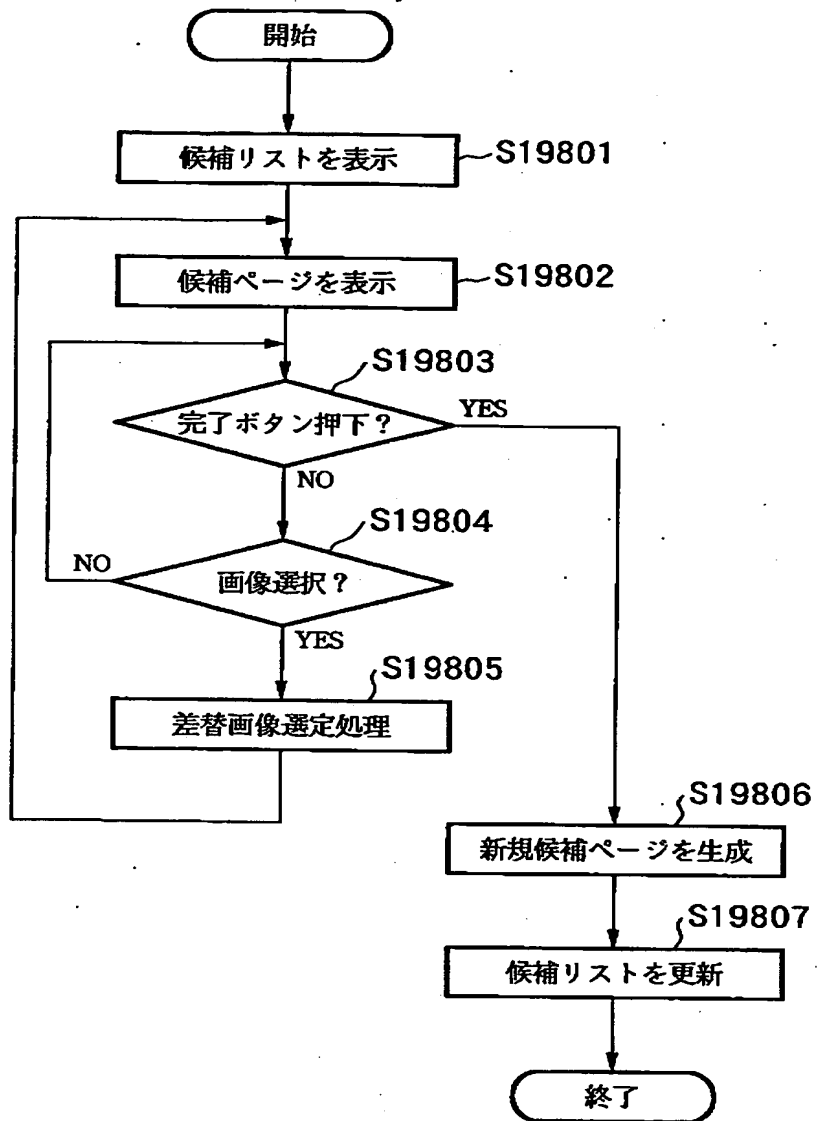 開始
候補リストを表示
S19801
候補ページを表示
S19802
S19803
完了ボタン押下？
YES
NO
S19804
画像選択？
NO
YES
S19805
差替画像選定処理
S19806
新規候補ページを生成
S19807
候補リストを更新
終了